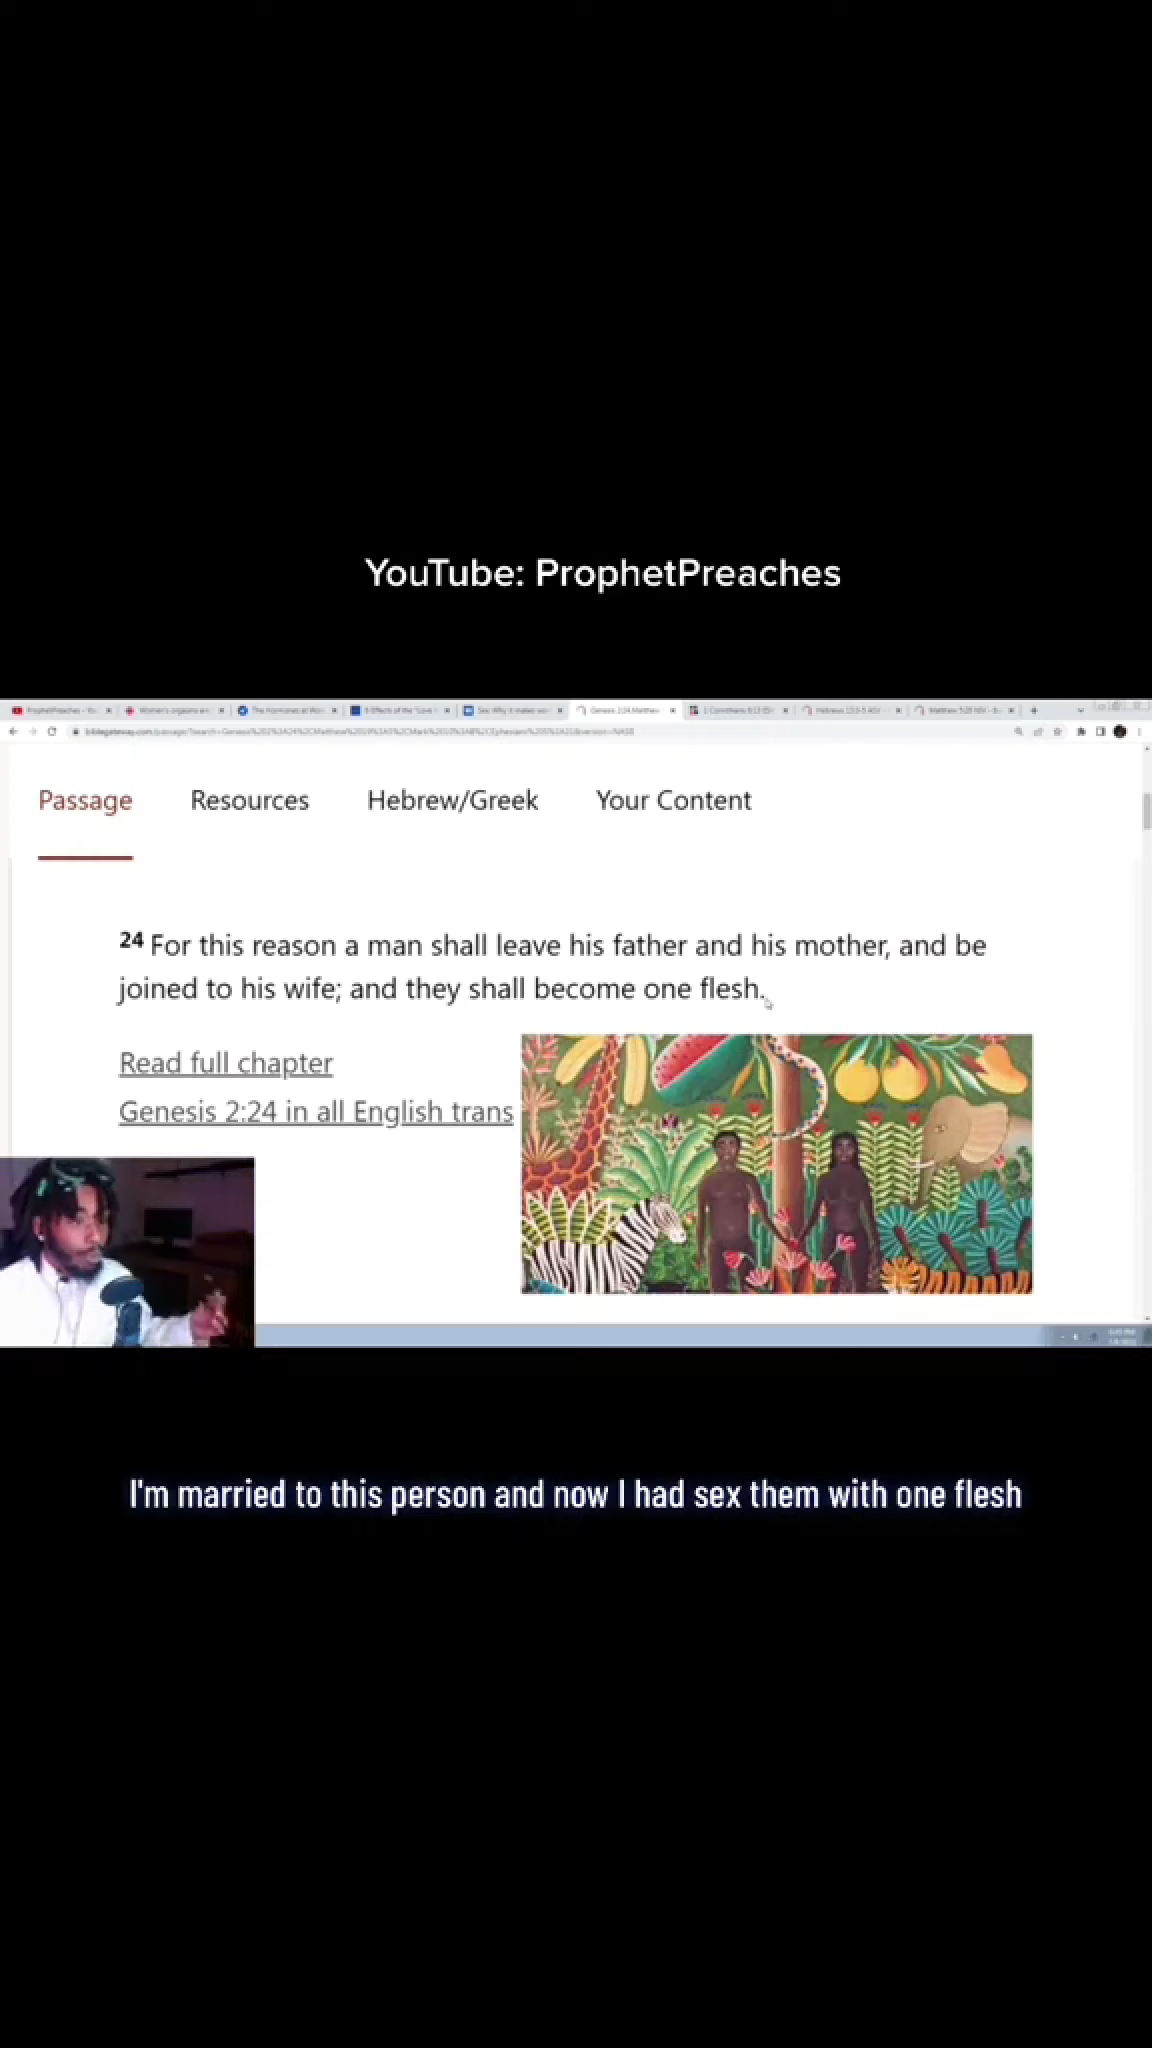 YouTube: ProphetPreaches
Passage Resources Hebrew/Greek Your Content
24 For this reason a man shall leave his father and his mother, and be
joined to his wife; and they shall become one flesh.
Read full chapter
Genesis 2:24 in all English trans
I'm married to this person and now I had sex them with one flesh